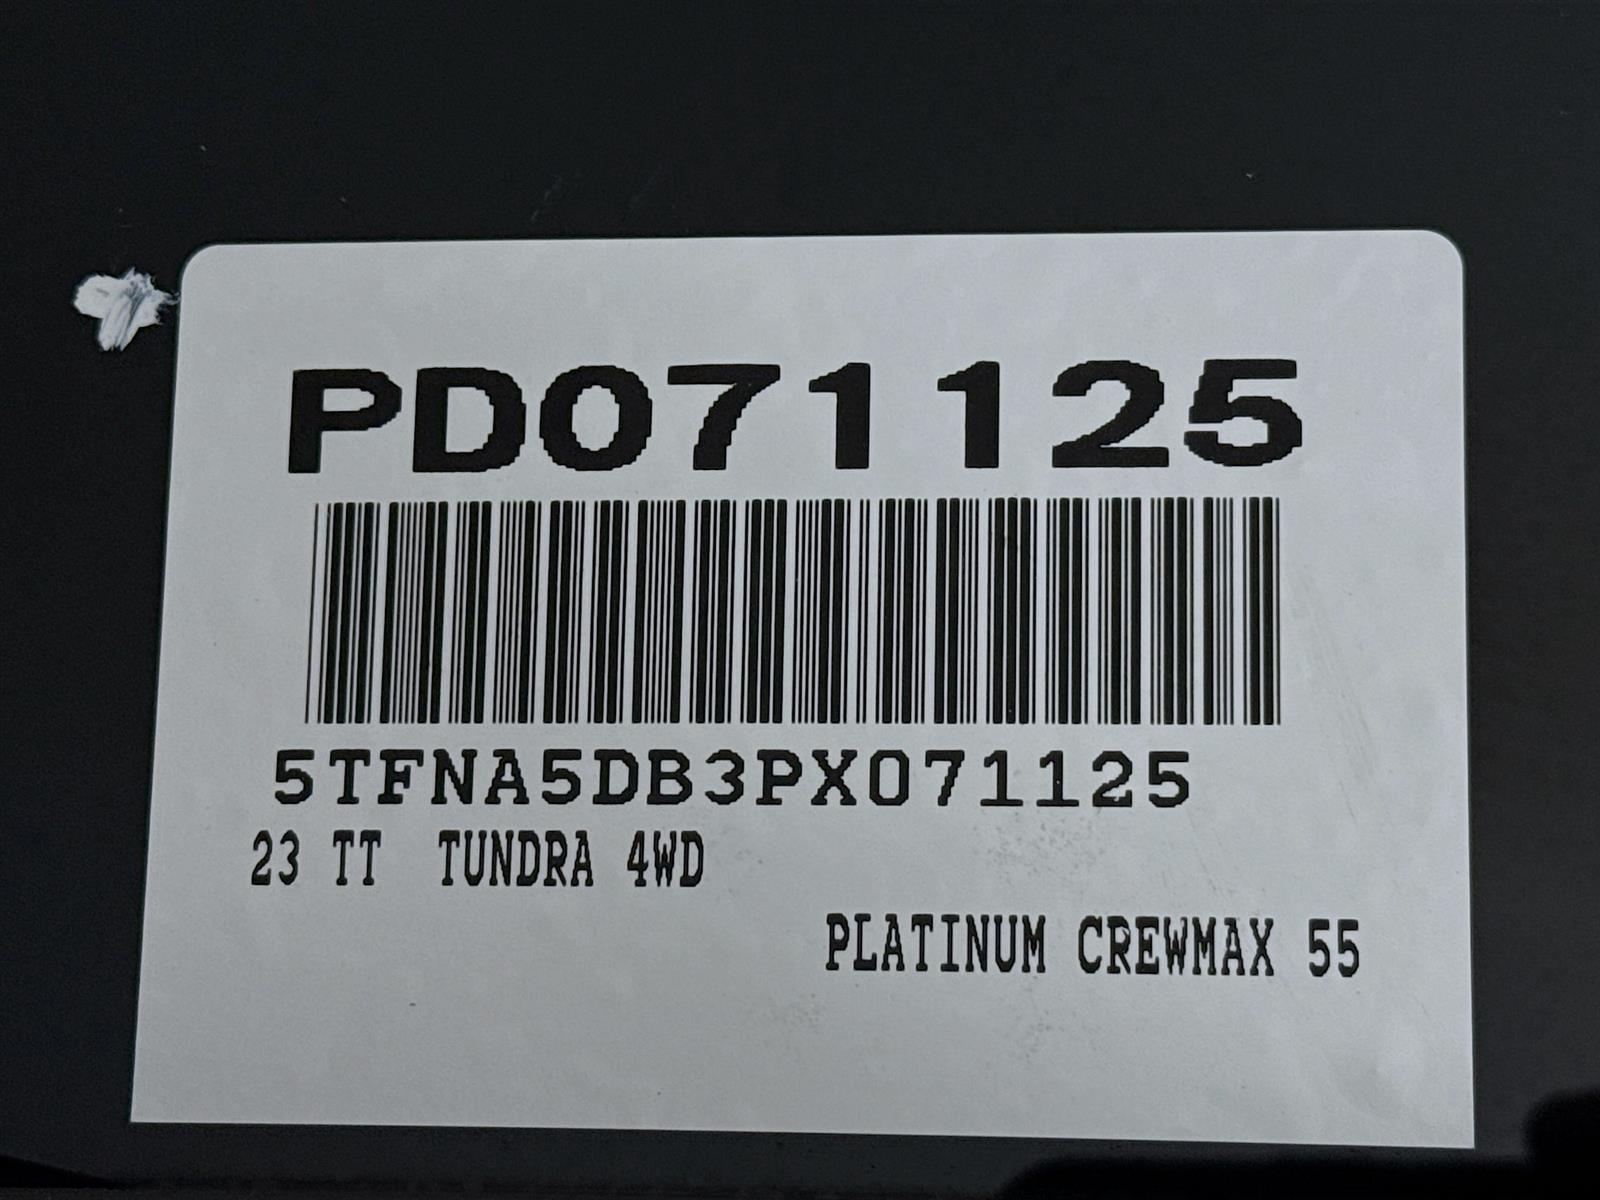 PD071125
5TFNA5DB3PX071125
23 TT TUNDRA 4WD
PLATINUM CREWMAX 55